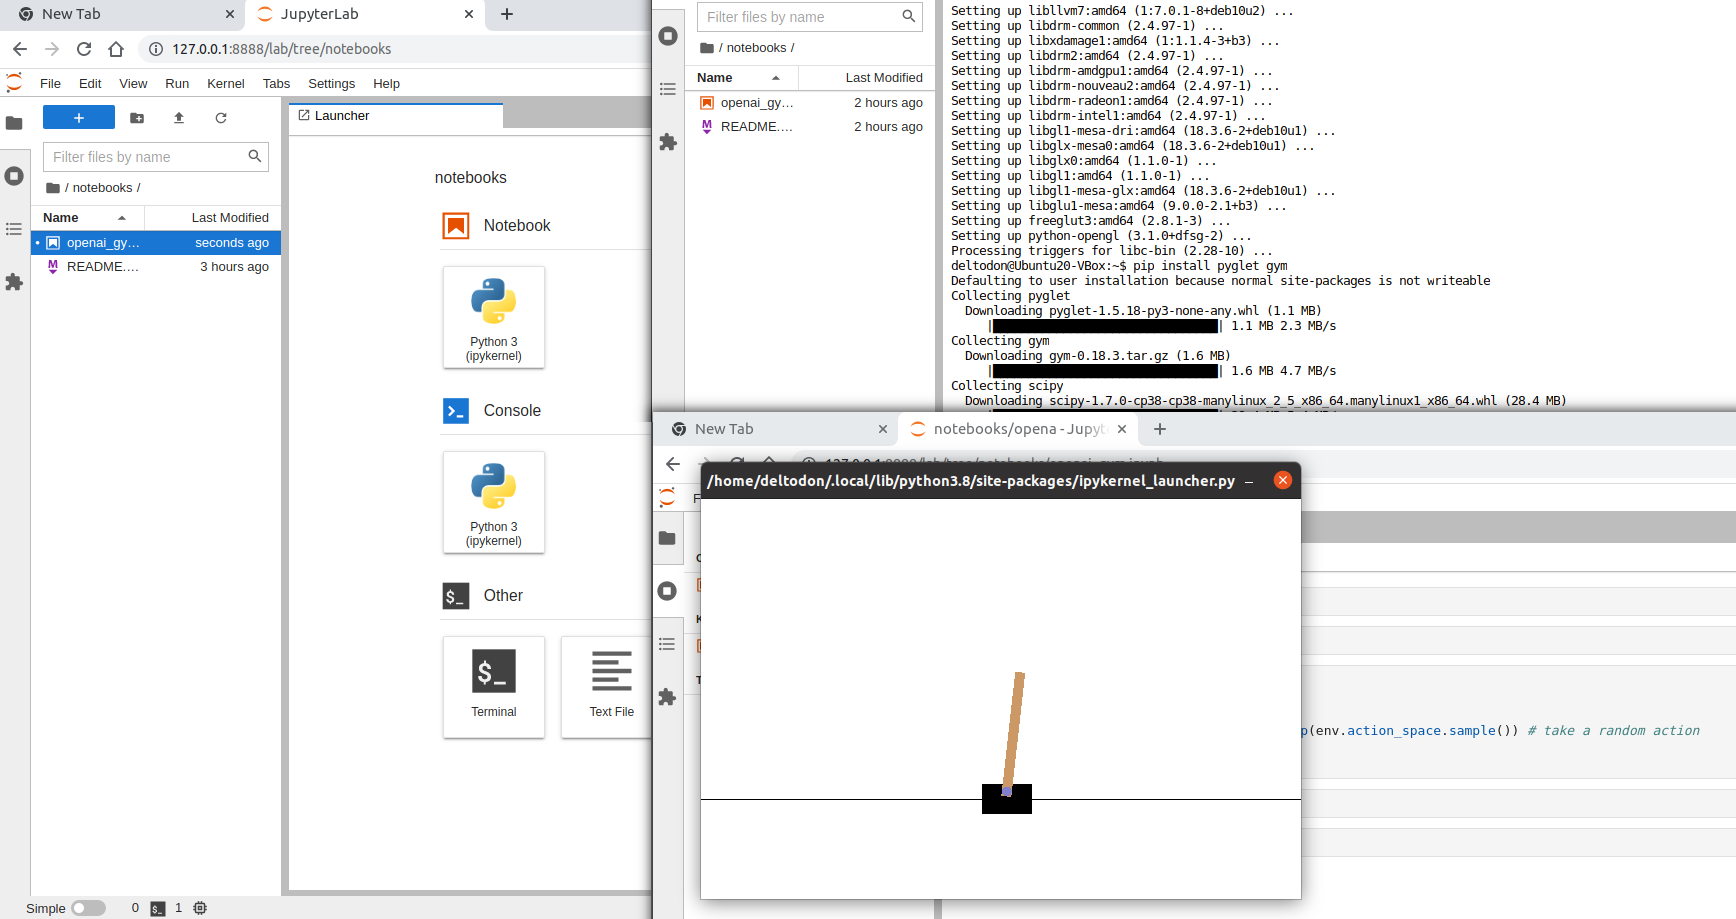 New Tab
JupyterLab
127.0.0.1:8888/lab/tree/notebooks
File Edit View Run Kernel Tabs Settings Help
Launcher
Filter files by name
/ notebooks /
Name Last Modified
openai_gy… seconds ago
README.… 3 hours ago
notebooks
Notebook
Python 3
(ipykernel)
Console
Python 3
(ipykernel)
Other
$_
Terminal
Text File
Simple 0 $_ 1
Filter files by name
/ notebooks /
Name Last Modified
openai_gy… 2 hours ago
README.… 2 hours ago
Setting up libllvm7:amd64 (1:7.0.1-8+deb10u2) ...
Setting up libdrm-common (2.4.97-1) ...
Setting up libxdamage1:amd64 (1:1.1.4-3+b3) ...
Setting up libdrm2:amd64 (2.4.97-1) ...
Setting up libdrm-amdgpu1:amd64 (2.4.97-1) ...
Setting up libdrm-nouveau2:amd64 (2.4.97-1) ...
Setting up libdrm-radeon1:amd64 (2.4.97-1) ...
Setting up libdrm-intel1:amd64 (2.4.97-1) ...
Setting up libgl1-mesa-dri:amd64 (18.3.6-2+deb10u1) ...
Setting up libglx-mesa0:amd64 (18.3.6-2+deb10u1) ...
Setting up libglx0:amd64 (1.1.0-1) ...
Setting up libgl1:amd64 (1.1.0-1) ...
Setting up libgl1-mesa-glx:amd64 (18.3.6-2+deb10u1) ...
Setting up libglu1-mesa:amd64 (9.0.0-2.1+b3) ...
Setting up freeglut3:amd64 (2.8.1-3) ...
Setting up python-opengl (3.1.0+dfsg-2) ...
Processing triggers for libc-bin (2.28-10) ...
deltodon@Ubuntu20-VBox:~$ pip install pyglet gym
Defaulting to user installation because normal site-packages is not writeable
Collecting pyglet
Downloading pyglet-1.5.18-py3-none-any.whl (1.1 MB)
1.1 MB 2.3 MB/s
Collecting gym
Downloading gym-0.18.3.tar.gz (1.6 MB)
1.6 MB 4.7 MB/s
Collecting scipy
Downloading scipy-1.7.0-cp38-cp38-manylinux_2_5_x86_64.manylinux1_x86_64.whl (28.4 MB)
New Tab
notebooks/opena - Jupyt
/home/deltodon/.local/lib/python3.8/site-packages/ipykernel_launcher.py
p(env.action_space.sample()) # take a random action